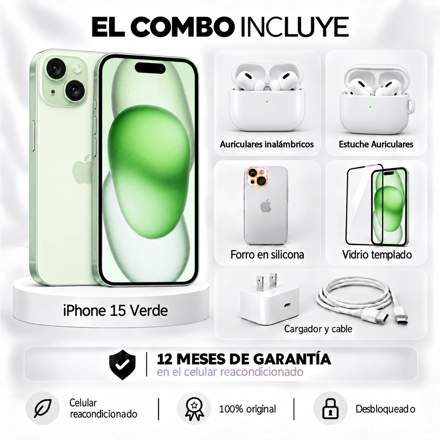 EL COMBO INCLUYE
Auriculares inalámbricos
Estuche Auriculares
Forro en silicona
Vidrio templado
iPhone 15 Verde
Cargador y cable
12 MESES DE GARANTÍA
en el celular reacondicionado
Celular
reacondicionado
100% original
Desbloqueado